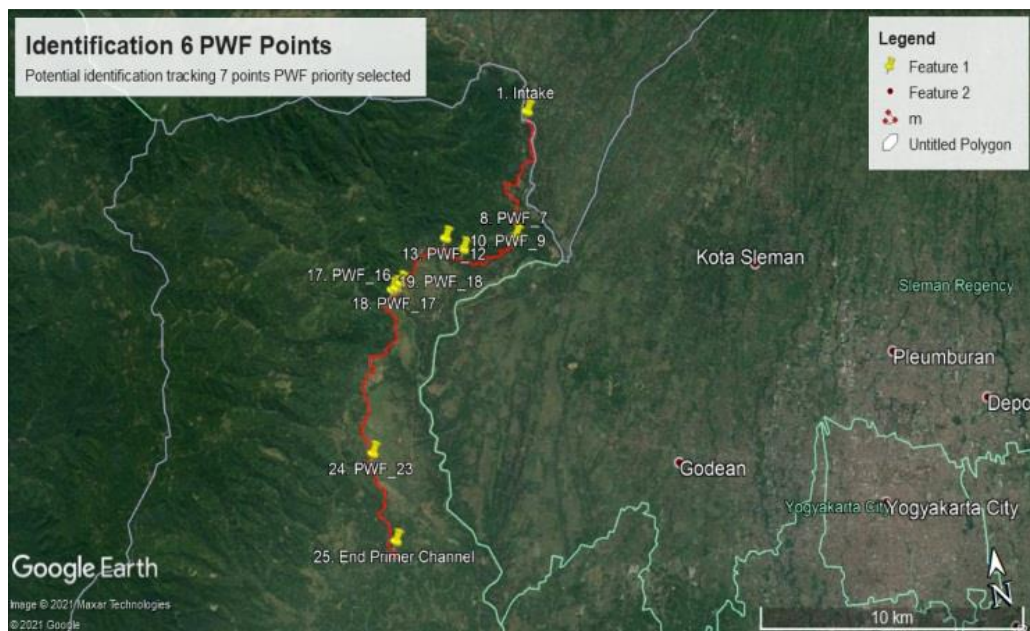 Identification 6 PWF Points
Potential identification tracking 7 points PWF priority selected
Legend
Feature 1
Feature 2
m
Untitled Polygon
1. Intake
8. PWF_7
10. PWF_9
13. PWF_12
17. PWF_16
19. PWF_18
18. PWF_17
24. PWF_23
25. End Primer Channel
Kota Sleman
Sleman Regency
Pleumburan
Depo
Godean
Yogyakarta City
Yogyakarta City
Google Earth
Image © 2021 Maxar Technologies
© 2021 Google
N
10 km